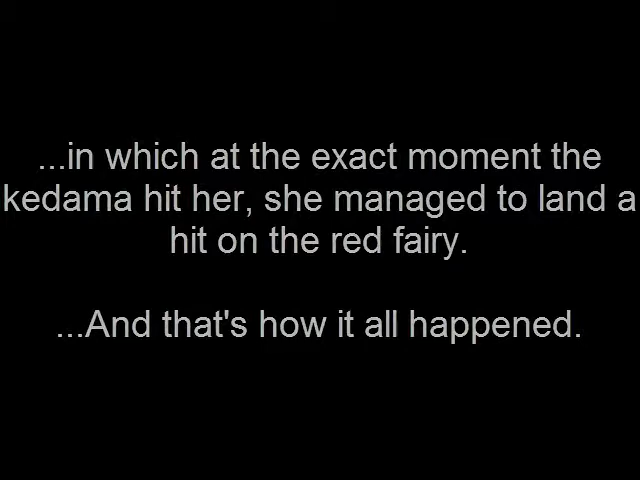 ...in which at the exact moment the
kedama hit her, she managed to land a
hit on the red fairy.
...And that's how it all happened.